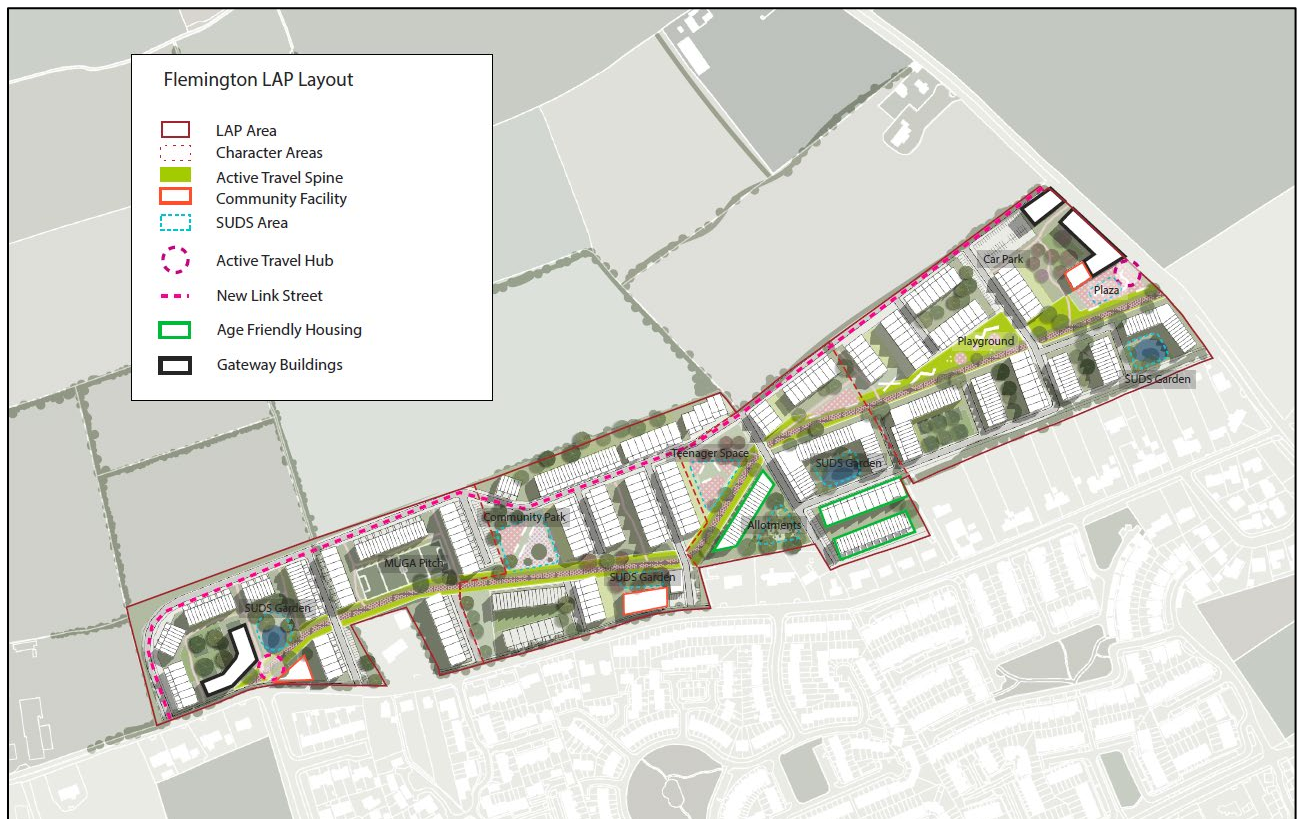 Flemington LAP Layout
LAP Area
Character Areas
Active Travel Spine
Community Facility
SUDS Area
Active Travel Hub
New Link Street
Age Friendly Housing
Gateway Buildings
Car Park
Plaza
Playground
SUDS Garden
Teenager Space
SUDS Garden
Community Park
Allotments
MUGA Pitch
SUDS Garden
SUDS Garden